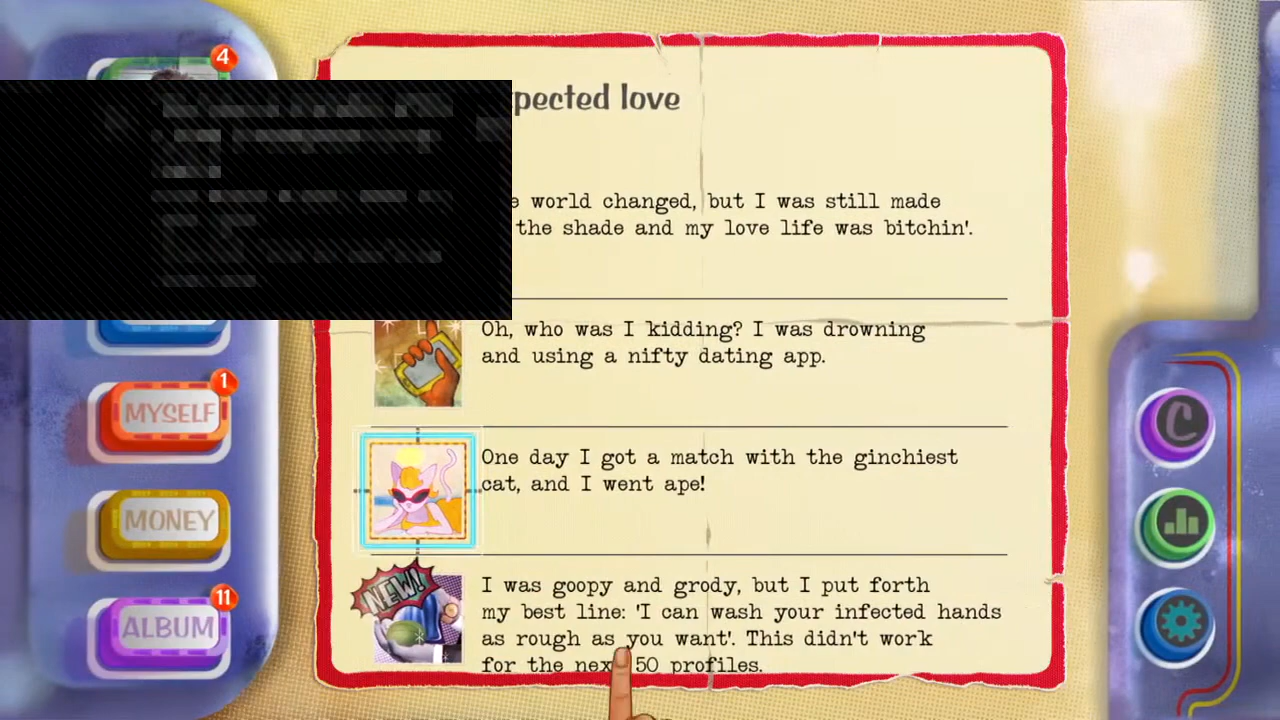 4
pected love
e world changed, but I was still made
the shade and my love life was bitchin'.
Oh, who was I kidding? I was drowning
and using a nifty dating app.
MYSELF
1
One day I got a match with the ginchiest
cat, and I went ape!
MONEY
NEW!
I was goopy and grody, but I put forth
my best line: 'I can wash your infected hands
as rough as you want'. This didn't work
for the nex 50 profiles.
ALBUM
11
C